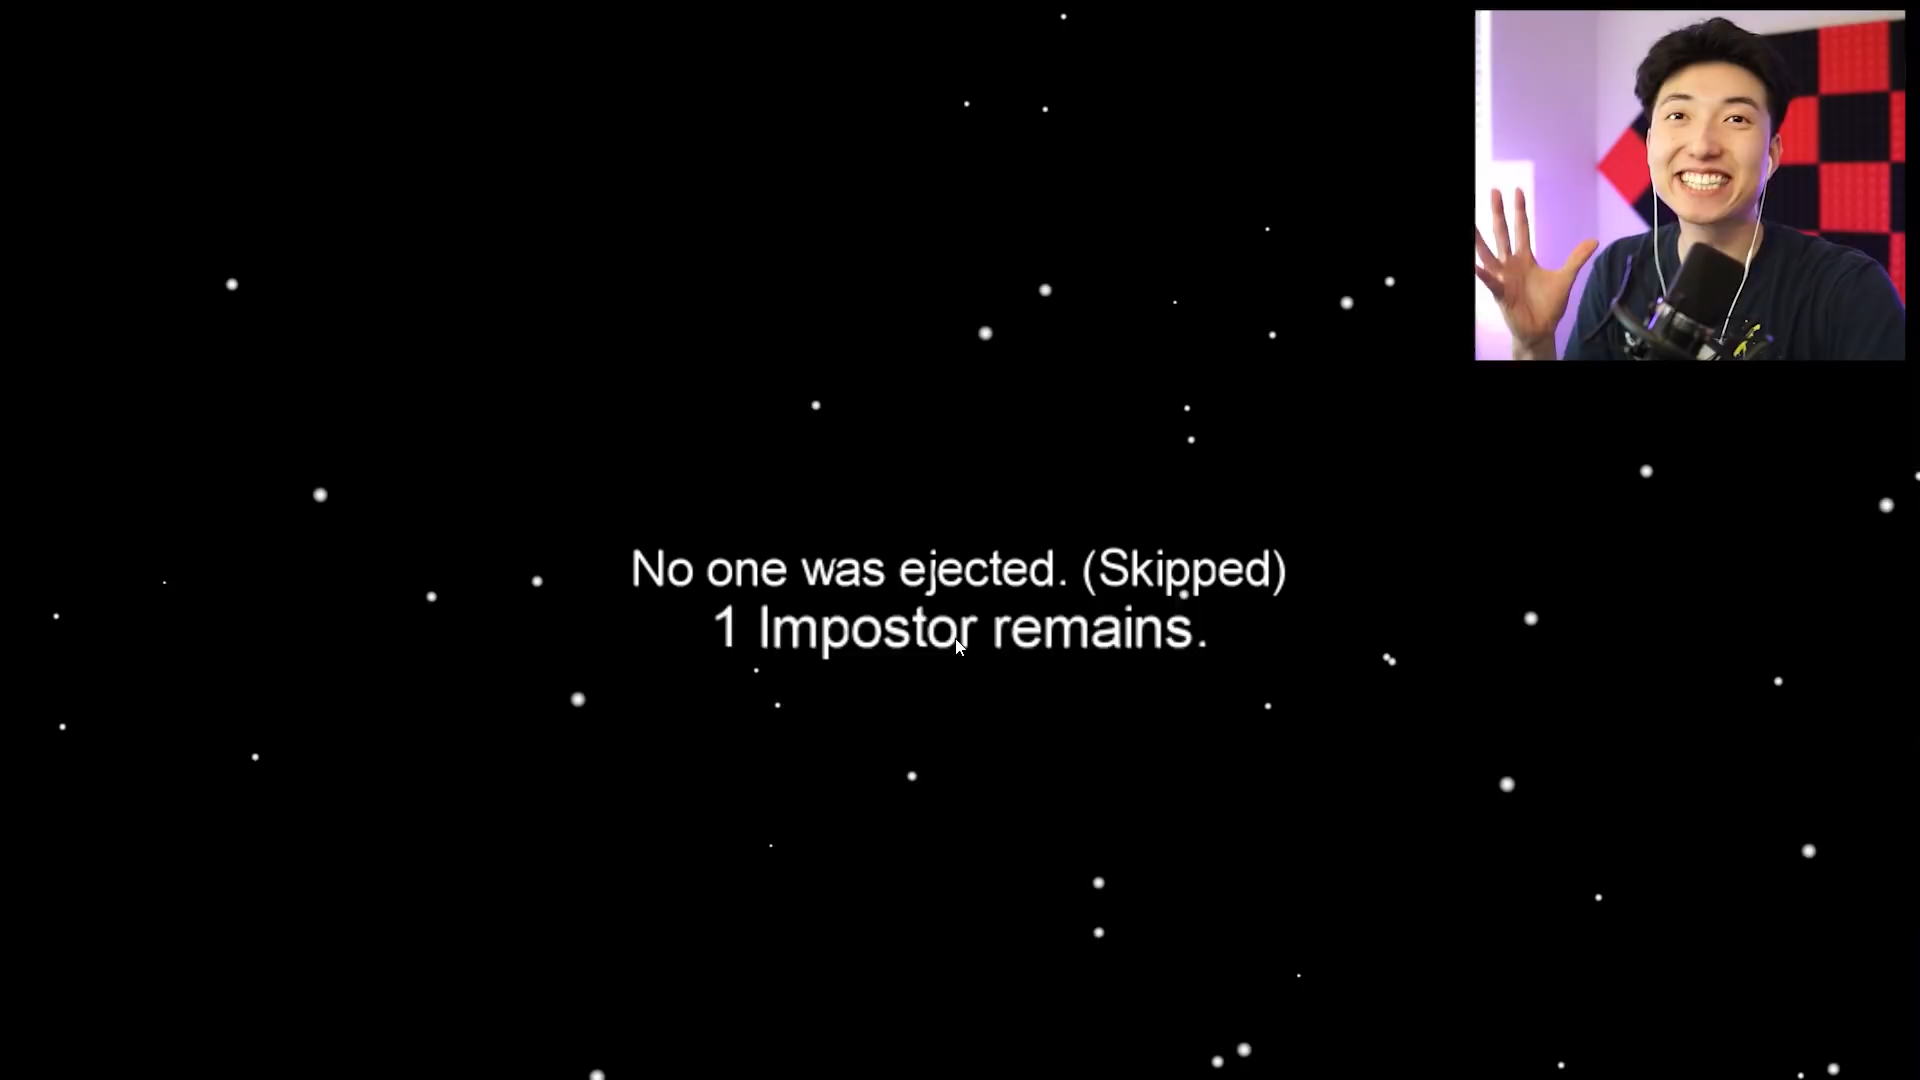 No one was ejected. (Skipped)
1 Impostor remains.